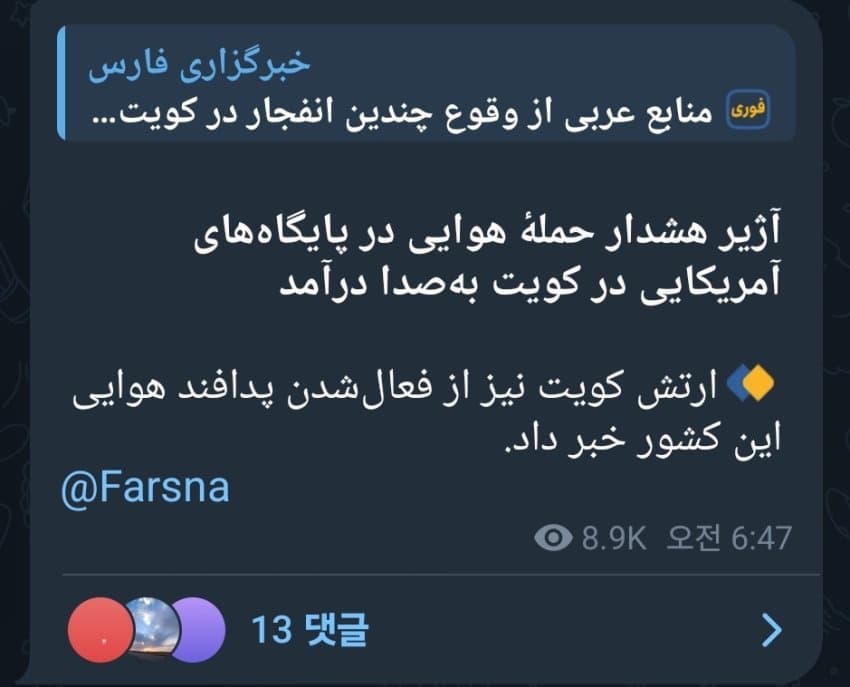 خبرگزاری فارس
فوری منابع عربی از وقوع چندین انفجار در کویت...
آژیر هشدار حملهٔ هوایی در پایگاه‌های
آمریکایی در کویت به‌صدا درآمد
ارتش کویت نیز از فعال‌شدن پدافند هوایی
این کشور خبر داد.
@Farsna
8.9K 오전 6:47
13 댓글